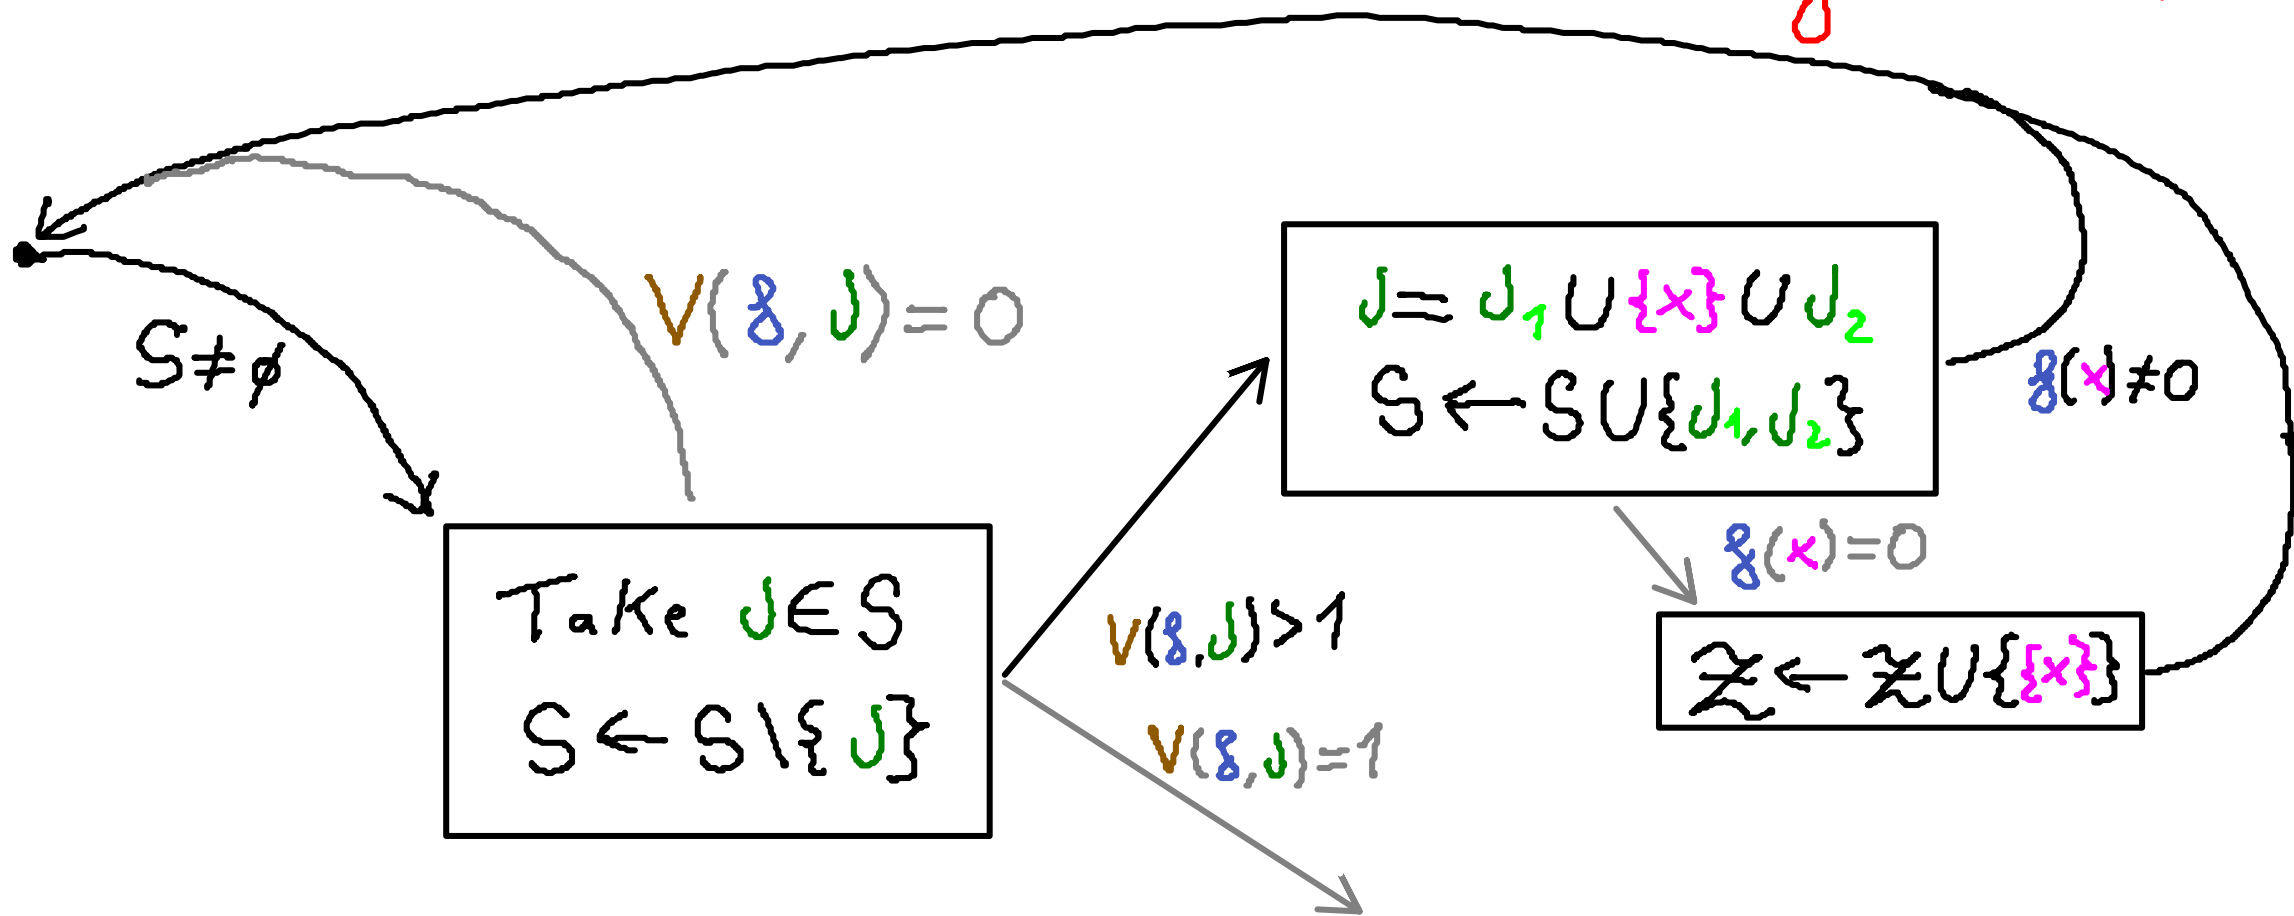 S≠∅
V(f, J)=0
Take J∈S
S←S\{J}
V(f,J)>1
V(f,J)=1
J=J₁∪{x}∪J₂
S←S∪{J₁,J₂}
f(x)≠0
f(x)=0
Z←Z∪{{x}}